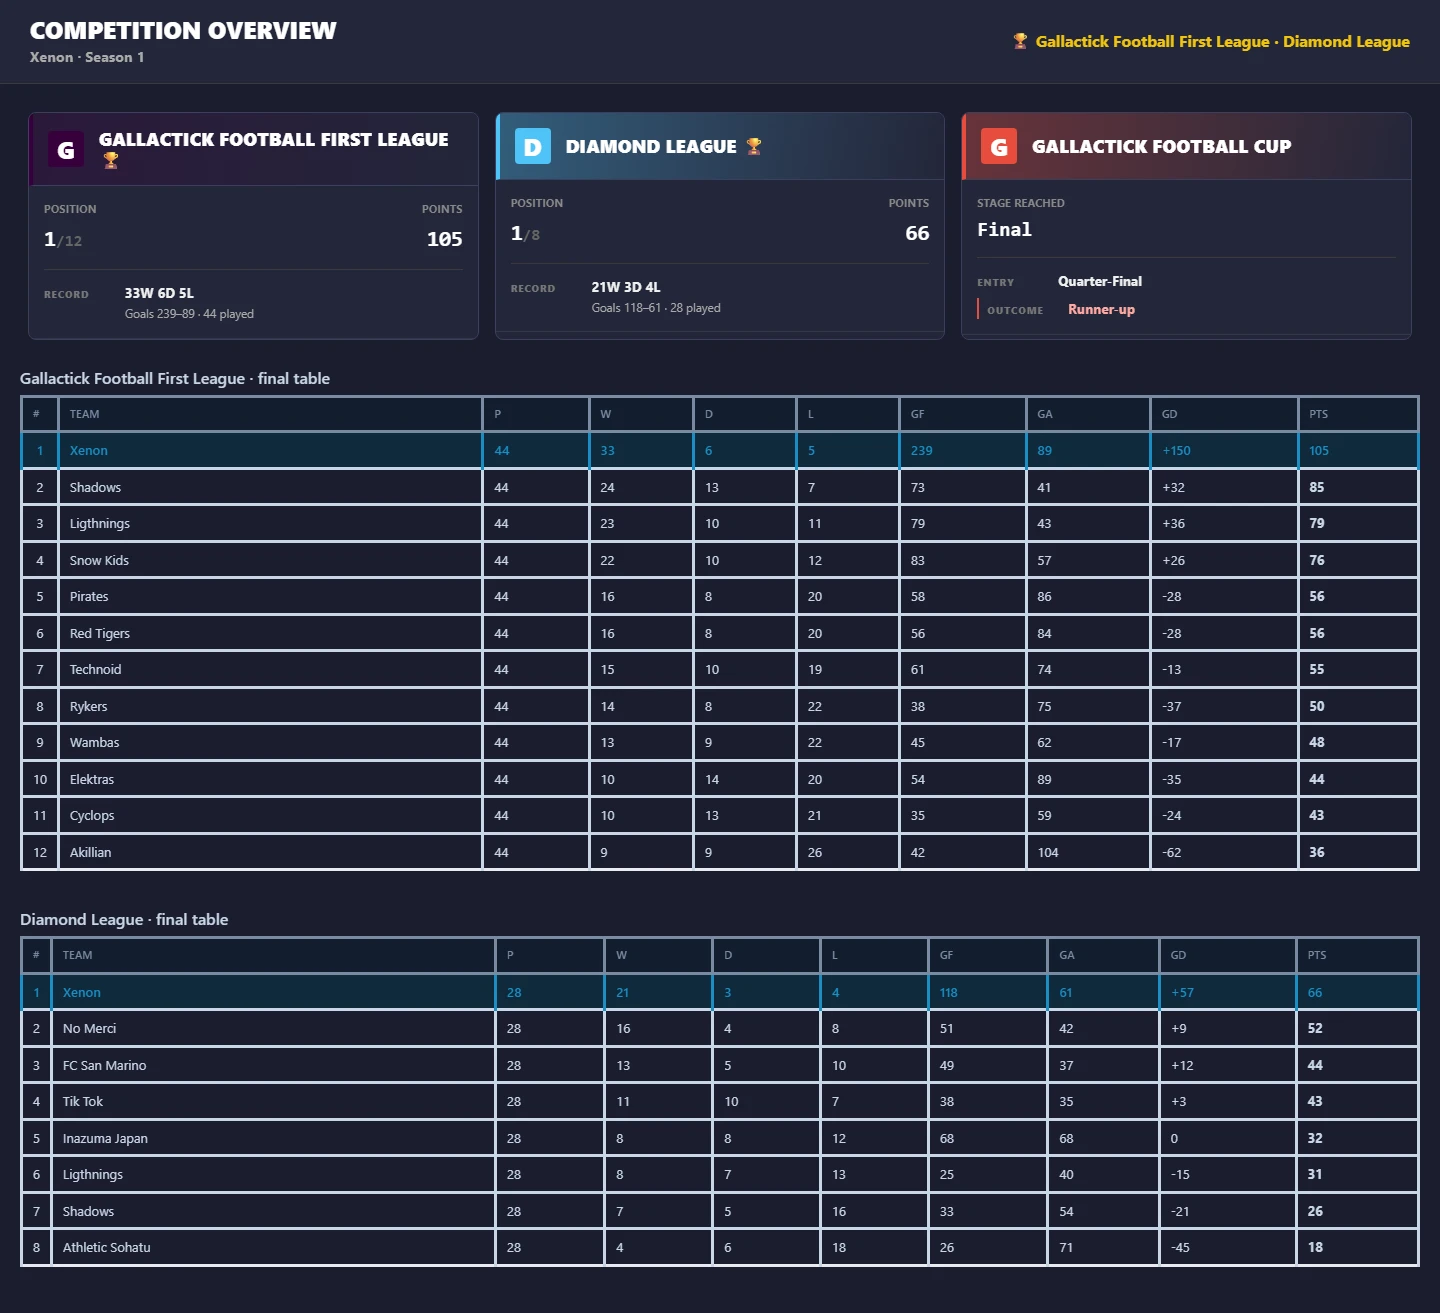 COMPETITION OVERVIEW
Xenon · Season 1
🏆 Gallactick Football First League · Diamond League
G GALLACTICK FOOTBALL FIRST LEAGUE
🏆
POSITION POINTS
1/12 105
RECORD 33W 6D 5L
Goals 239–89 · 44 played
D DIAMOND LEAGUE 🏆
POSITION POINTS
1/8 66
RECORD 21W 3D 4L
Goals 118–61 · 28 played
G GALLACTICK FOOTBALL CUP
STAGE REACHED
Final
ENTRY Quarter-Final
OUTCOME Runner-up
Gallactick Football First League · final table
# TEAM P W D L GF GA GD PTS
1 Xenon 44 33 6 5 239 89 +150 105
2 Shadows 44 24 13 7 73 41 +32 85
3 Ligthnings 44 23 10 11 79 43 +36 79
4 Snow Kids 44 22 10 12 83 57 +26 76
5 Pirates 44 16 8 20 58 86 -28 56
6 Red Tigers 44 16 8 20 56 84 -28 56
7 Technoid 44 15 10 19 61 74 -13 55
8 Rykers 44 14 8 22 38 75 -37 50
9 Wambas 44 13 9 22 45 62 -17 48
10 Elektras 44 10 14 20 54 89 -35 44
11 Cyclops 44 10 13 21 35 59 -24 43
12 Akillian 44 9 9 26 42 104 -62 36
Diamond League · final table
# TEAM P W D L GF GA GD PTS
1 Xenon 28 21 3 4 118 61 +57 66
2 No Merci 28 16 4 8 51 42 +9 52
3 FC San Marino 28 13 5 10 49 37 +12 44
4 Tik Tok 28 11 10 7 38 35 +3 43
5 Inazuma Japan 28 8 8 12 68 68 0 32
6 Ligthnings 28 8 7 13 25 40 -15 31
7 Shadows 28 7 5 16 33 54 -21 26
8 Athletic Sohatu 28 4 6 18 26 71 -45 18